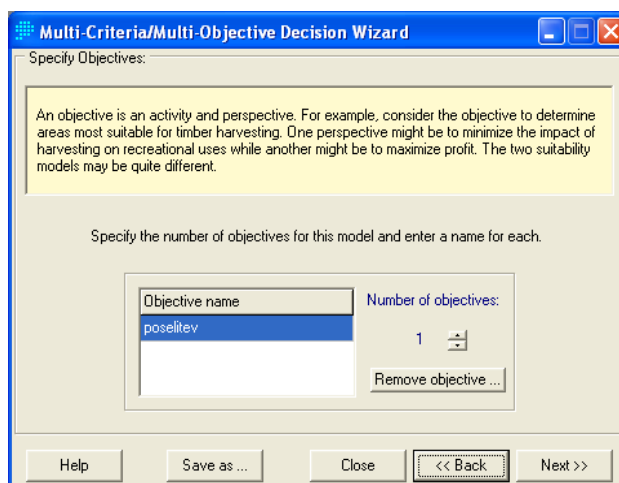 Multi-Criteria/Multi-Objective Decision Wizard
Specify Objectives:
An objective is an activity and perspective. For example, consider the objective to determine
areas most suitable for timber harvesting. One perspective might be to minimize the impact of
harvesting on recreational uses while another might be to maximize profit. The two suitability
models may be quite different.
Specify the number of objectives for this model and enter a name for each.
Objective name
Number of objectives:
poselitev
1
Remove objective ...
Help
Save as ...
Close
<< Back
Next >>